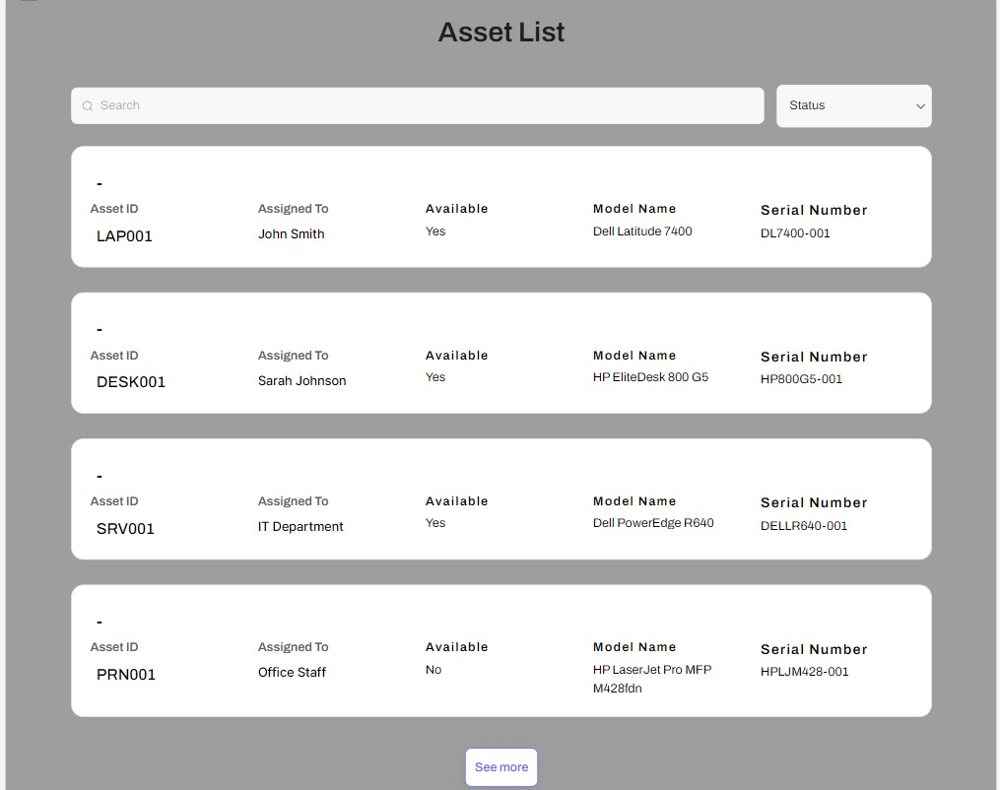 Asset List
Search
Status
-
Asset ID Assigned To Available Model Name Serial Number
LAP001 John Smith Yes Dell Latitude 7400 DL7400-001
-
Asset ID Assigned To Available Model Name Serial Number
DESK001 Sarah Johnson Yes HP EliteDesk 800 G5 HP800G5-001
-
Asset ID Assigned To Available Model Name Serial Number
SRV001 IT Department Yes Dell PowerEdge R640 DELLR640-001
-
Asset ID Assigned To Available Model Name Serial Number
PRN001 Office Staff No HP LaserJet Pro MFP HPLJM428-001
M428fdn
See more